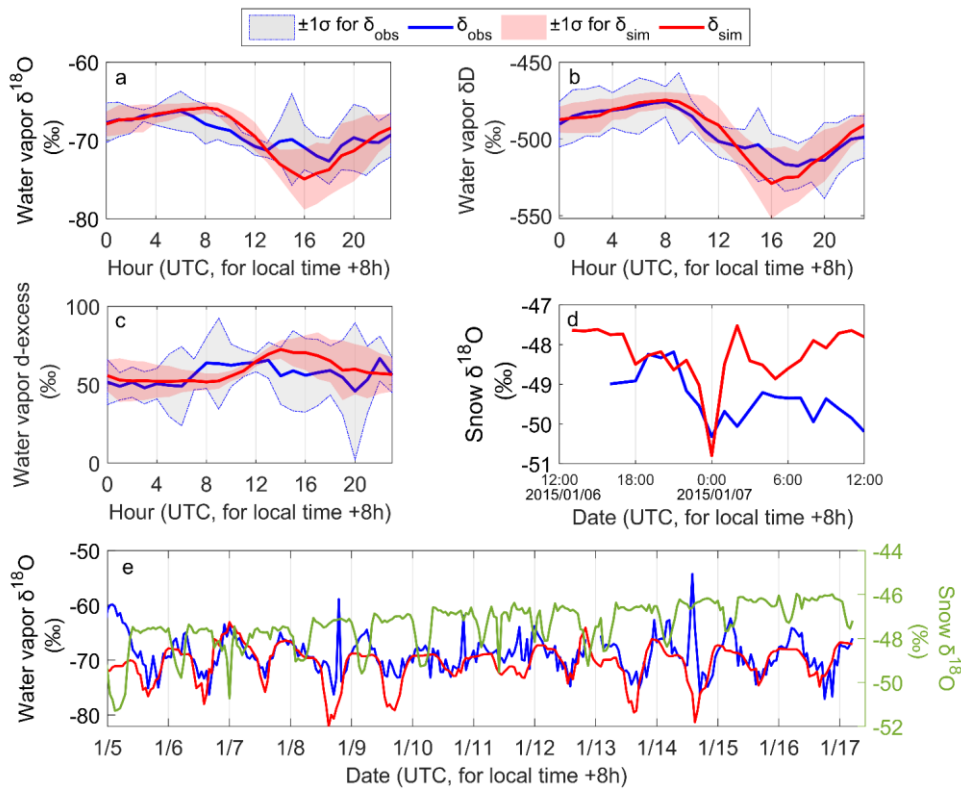 ±1σ for δobs δobs ±1σ for δsim δsim
a
Water vapor δ¹⁸O
(‰)
-60
-70
-80
0 4 8 12 16 20
Hour (UTC, for local time +8h)
b
Water vapor δD
(‰)
-450
-500
-550
0 4 8 12 16 20
Hour (UTC, for local time +8h)
c
Water vapor d-excess
(‰)
100
50
0
0 4 8 12 16 20
Hour (UTC, for local time +8h)
d
Snow δ¹⁸O
(‰)
-47
-48
-49
-50
-51
12:00 18:00 0:00 6:00 12:00
2015/01/06 2015/01/07
Date (UTC, for local time +8h)
e
Water vapor δ¹⁸O
(‰)
-50
-60
-70
-80
-44
-46
-48
-50
-52
Snow δ¹⁸O
(‰)
1/5 1/6 1/7 1/8 1/9 1/10 1/11 1/12 1/13 1/14 1/15 1/16 1/17
Date (UTC, for local time +8h)